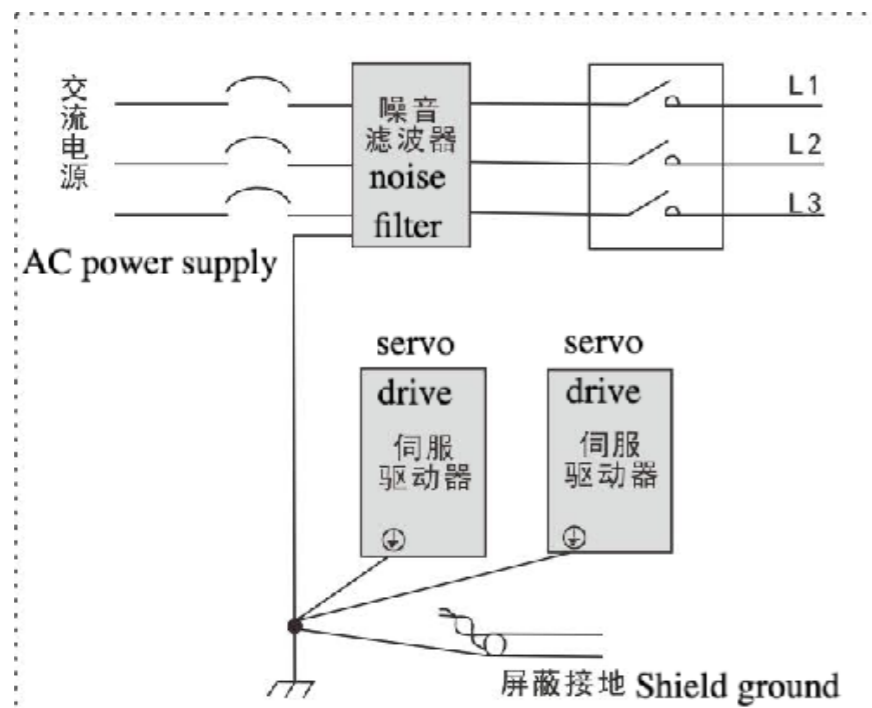 交流电源
AC power supply
噪音
滤波器
noise
filter
L1
L2
L3
servo
drive
伺服
驱动器
servo
drive
伺服
驱动器
屏蔽接地 Shield ground